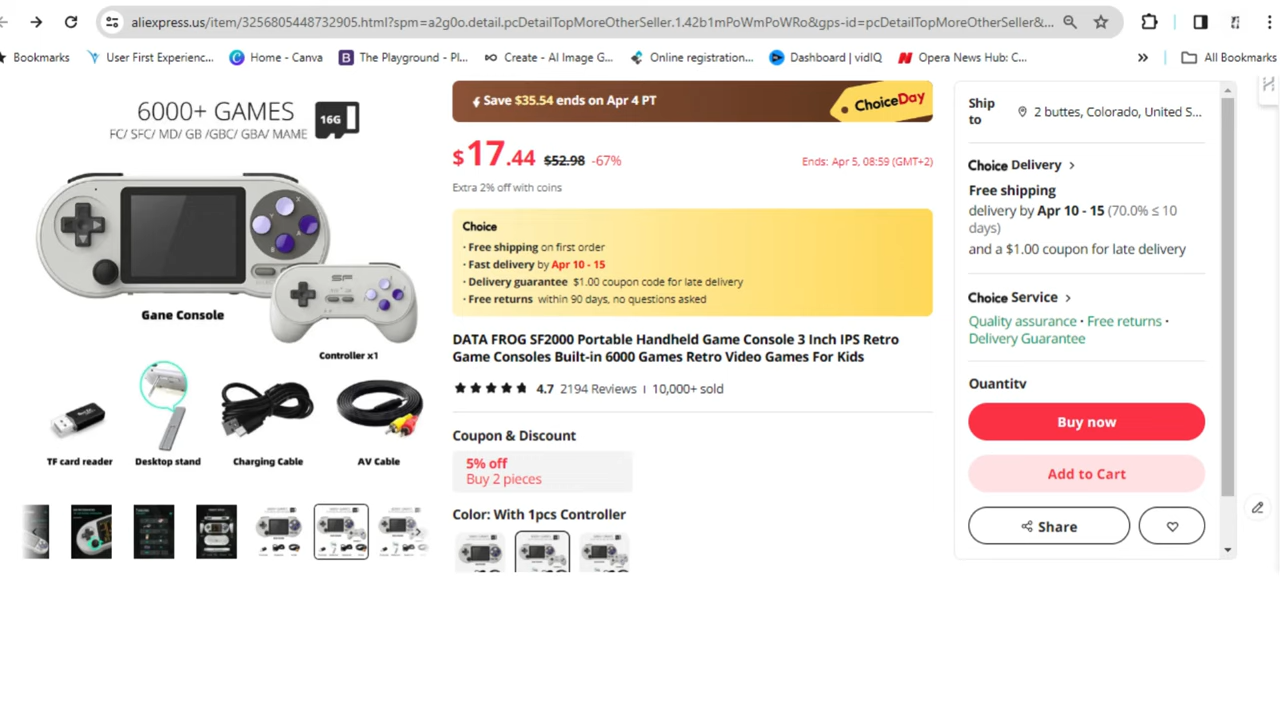 aliexpress.us/item/3256805448732905.html?spm=a2g0o.detail.pcDetailTopMoreOtherSeller.1.42b1mPoWmPoWRo&gps-id=pcDetailTopMoreOtherSeller&...
Bookmarks
User First Experienc...
Home - Canva
The Playground - Pl...
Create - AI Image G...
Online registration...
Dashboard | vidIQ
Opera News Hub: C...
»
All Bookmarks
6000+ GAMES
16G
FC/ SFC/ MD/ GB /GBC/ GBA/ MAME
SF
Gane Console
Controller x1
TF card reader
Desktop stand
Charging Cable
AV Cable
Save $35.54 ends on Apr 4 PT
ChoiceDay
$17.44 $52.98 -67%
Ends: Apr 5, 08:59 (GMT+2)
Extra 2% off with coins
Choice
· Free shipping on first order
· Fast delivery by Apr 10 - 15
· Delivery guarantee $1.00 coupon code for late delivery
· Free returns within 90 days, no questions asked
DATA FROG SF2000 Portable Handheld Game Console 3 Inch IPS Retro
Game Consoles Built-in 6000 Games Retro Video Games For Kids
4.7 2194 Reviews | 10,000+ sold
Coupon & Discount
5% off
Buy 2 pieces
Color: With 1pcs Controller
Ship to
2 buttes, Colorado, United S...
Choice Delivery >
Free shipping
delivery by Apr 10 - 15 (70.0% ≤ 10
days)
and a $1.00 coupon for late delivery
Choice Service >
Quality assurance · Free returns ·
Delivery Guarantee
Quantity
Buy now
Add to Cart
Share